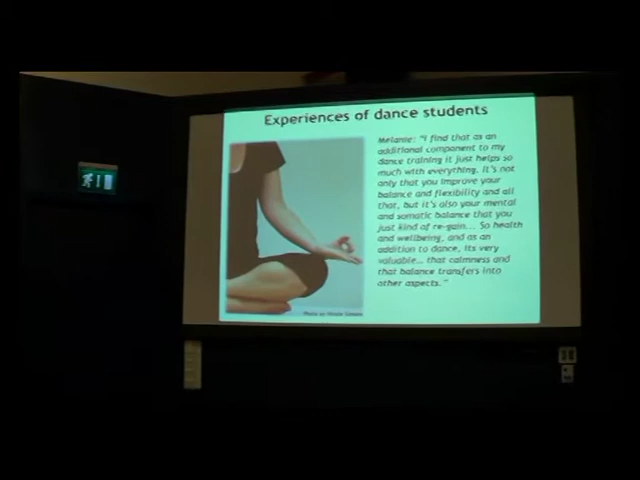 Experiences of dance students
Melanie: "I find that as an
additional component to my
dance training it just helps so
much with everything. It's not
only that you improve your
balance and flexibility and all
that, but it's also your mental
and somatic balance that you
just kind of re-gain... So health
and wellbeing, and as an
addition to dance, its very
valuable... that calmness and
that balance transfers into
other aspects."
Photo by